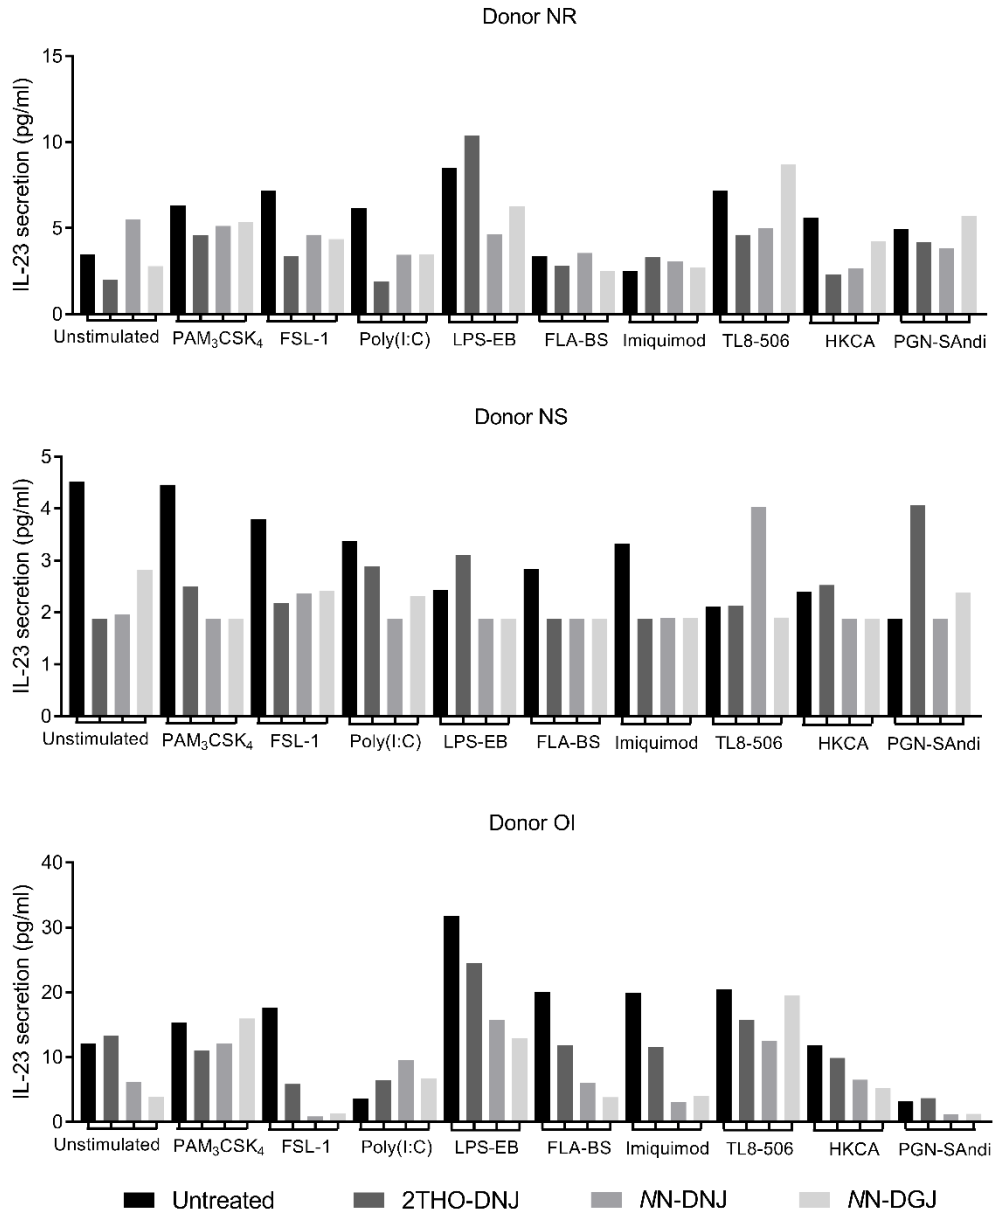 Donor NR
IL-23 secretion (pg/ml)
15
10
5
0
Unstimulated PAM₃CSK₄ FSL-1 Poly(I:C) LPS-EB FLA-BS Imiquimod TL8-506 HKCA PGN-SAndi
Donor NS
IL-23 secretion (pg/ml)
5
4
3
2
1
0
Unstimulated PAM₃CSK₄ FSL-1 Poly(I:C) LPS-EB FLA-BS Imiquimod TL8-506 HKCA PGN-SAndi
Donor OI
IL-23 secretion (pg/ml)
40
30
20
10
0
Unstimulated PAM₃CSK₄ FSL-1 Poly(I:C) LPS-EB FLA-BS Imiquimod TL8-506 HKCA PGN-SAndi
Untreated 2THO-DNJ NN-DNJ NN-DGJ